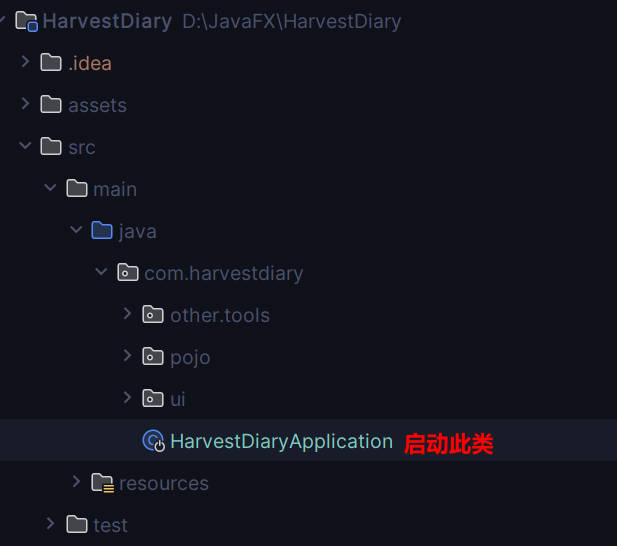 HarvestDiary D:\JavaFX\HarvestDiary
.idea
assets
src
main
java
com.harvestdiary
other.tools
pojo
ui
HarvestDiaryApplication 启动此类
resources
test